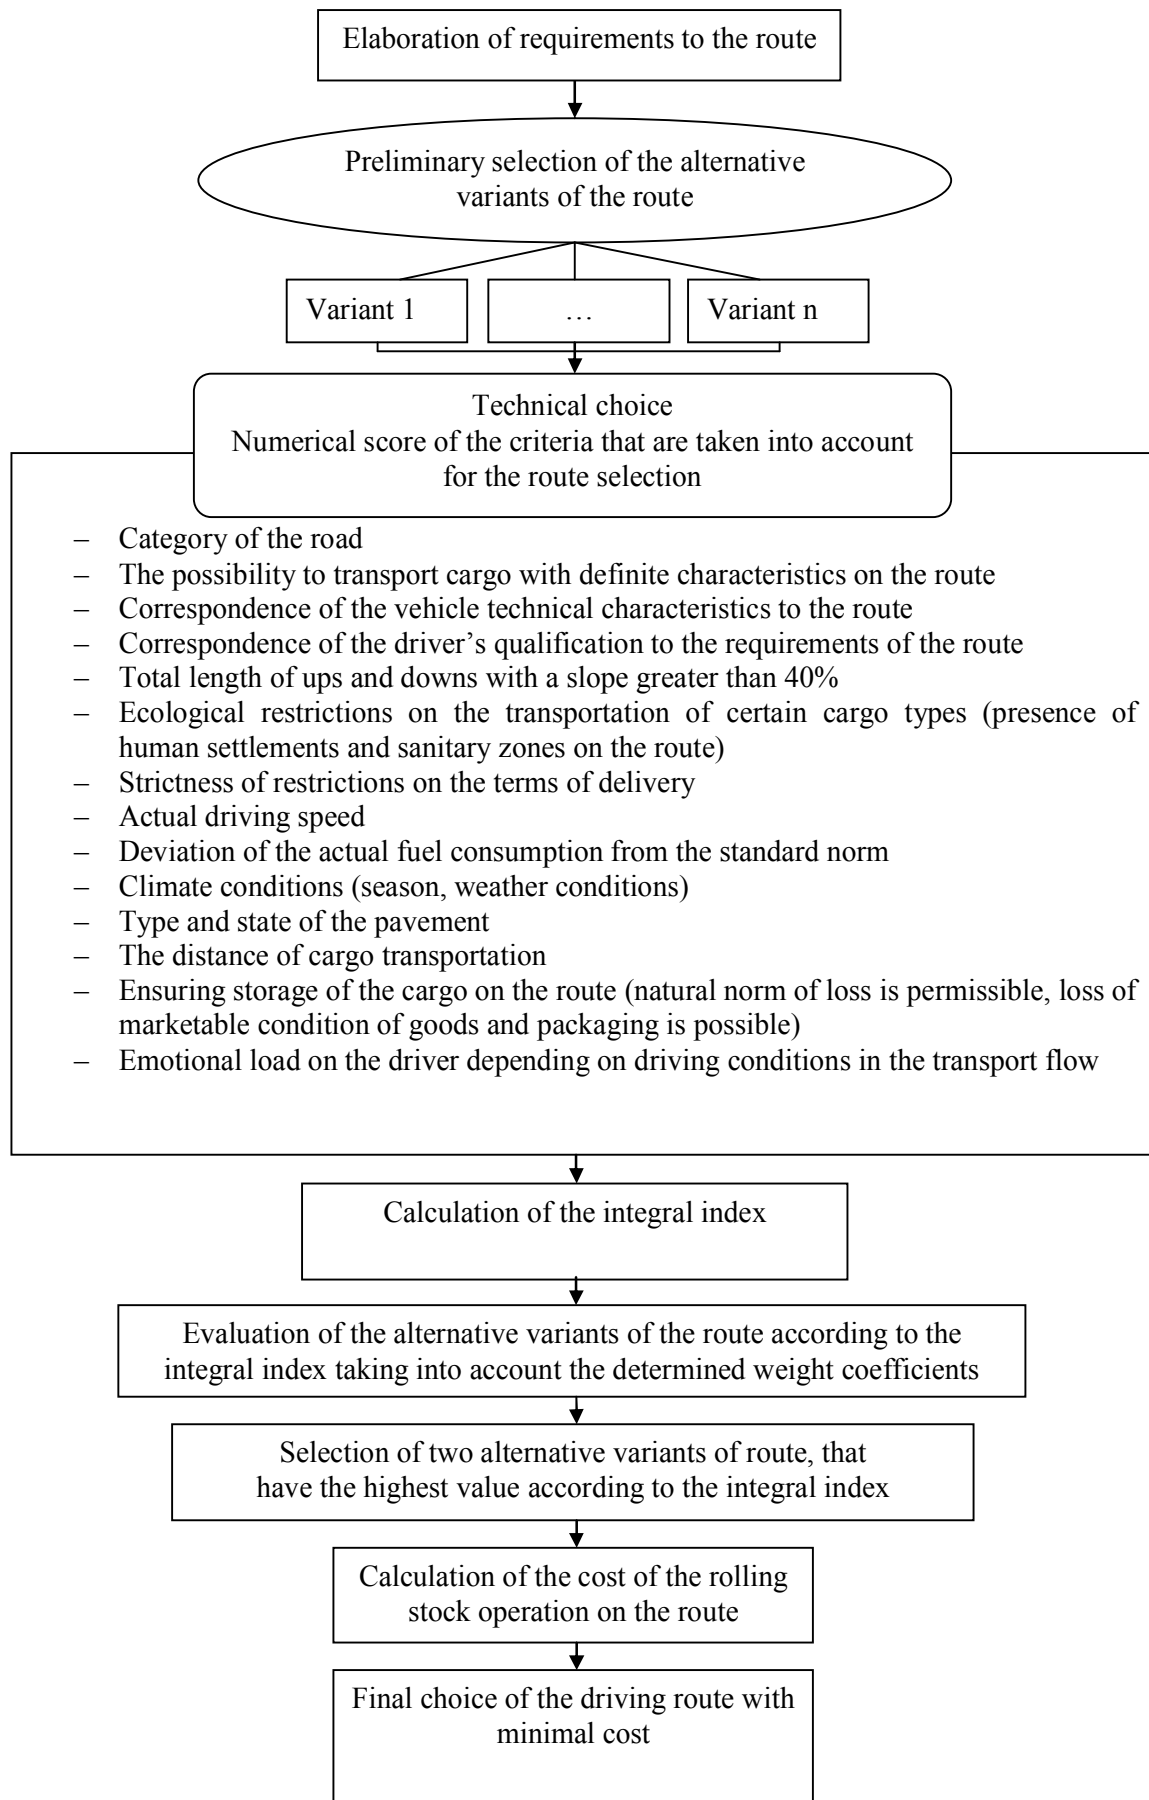 Elaboration of requirements to the route
Preliminary selection of the alternative
variants of the route
Variant 1
…
Variant n
Technical choice
Numerical score of the criteria that are taken into account
for the route selection
– Category of the road
– The possibility to transport cargo with definite characteristics on the route
– Correspondence of the vehicle technical characteristics to the route
– Correspondence of the driver’s qualification to the requirements of the route
– Total length of ups and downs with a slope greater than 40%
– Ecological restrictions on the transportation of certain cargo types (presence of
human settlements and sanitary zones on the route)
– Strictness of restrictions on the terms of delivery
– Actual driving speed
– Deviation of the actual fuel consumption from the standard norm
– Climate conditions (season, weather conditions)
– Type and state of the pavement
– The distance of cargo transportation
– Ensuring storage of the cargo on the route (natural norm of loss is permissible, loss of
marketable condition of goods and packaging is possible)
– Emotional load on the driver depending on driving conditions in the transport flow
Calculation of the integral index
Evaluation of the alternative variants of the route according to the
integral index taking into account the determined weight coefficients
Selection of two alternative variants of route, that
have the highest value according to the integral index
Calculation of the cost of the rolling
stock operation on the route
Final choice of the driving route with
minimal cost